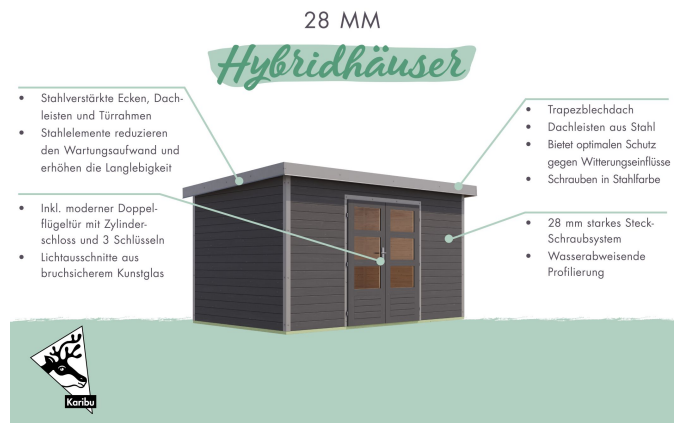 28 MM
Hybridhäuser
• Stahlverstärkte Ecken, Dach-
leisten und Türrahmen
• Stahlelemente reduzieren
den Wartungsaufwand und
erhöhen die Langlebigkeit
• Inkl. moderner Doppel-
flügeltür mit Zylinder-
schloss und 3 Schlüsseln
• Lichtausschnitte aus
bruchsicherem Kunstglas
• Trapezblechdach
• Dachleisten aus Stahl
• Bietet optimalen Schutz
gegen Witterungseinflüsse
• Schrauben in Stahlfarbe
• 28 mm starkes Steck-
Schraubsystem
• Wasserabweisende
Profilierung
Karibu